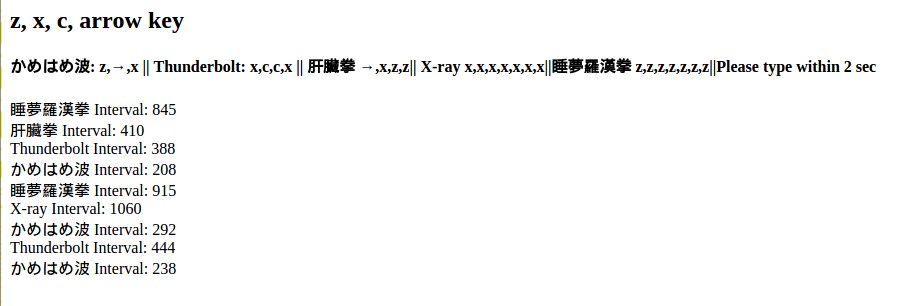 z, x, c, arrow key
かめはめ波: z,→,x || Thunderbolt: x,c,c,x || 肝臓拳 →,x,z,z|| X-ray x,x,x,x,x,x,x||睡夢羅漢拳 z,z,z,z,z,z,z||Please type within 2 sec
睡夢羅漢拳 Interval: 845
肝臓拳 Interval: 410
Thunderbolt Interval: 388
かめはめ波 Interval: 208
睡夢羅漢拳 Interval: 915
X-ray Interval: 1060
かめはめ波 Interval: 292
Thunderbolt Interval: 444
かめはめ波 Interval: 238